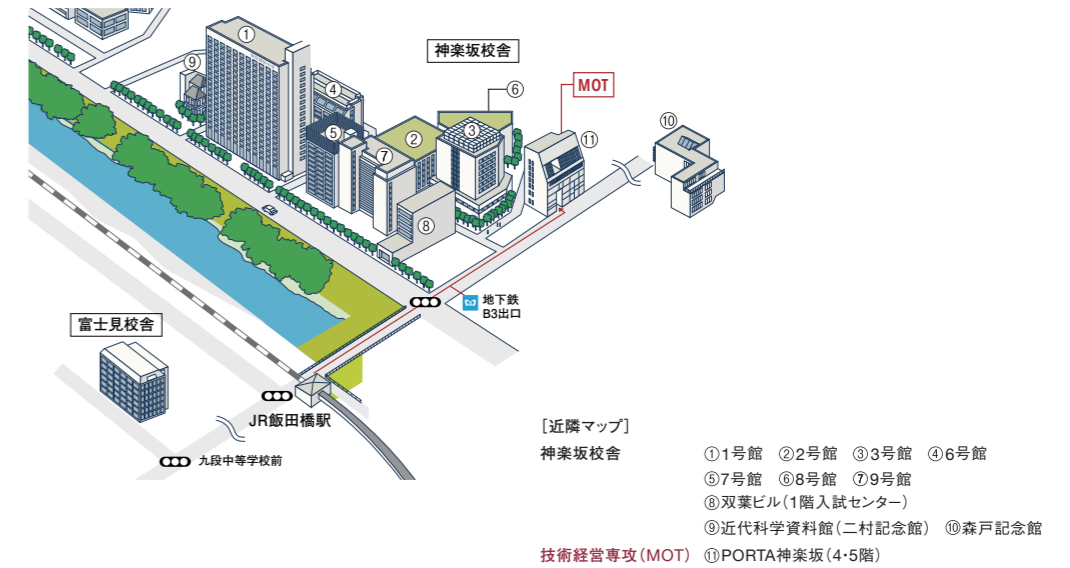 ①
神楽坂校舎
⑨
④
⑥
MOT
⑩
⑤
②
③
⑪
⑦
⑧
地下鉄
B3出口
富士見校舎
JR飯田橋駅
九段中等学校前
[近隣マップ]
神楽坂校舎 ①1号館 ②2号館 ③3号館 ④6号館
⑤7号館 ⑥8号館 ⑦9号館
⑧双葉ビル(1階入試センター)
⑨近代科学資料館(二村記念館) ⑩森戸記念館
技術経営専攻(MOT) ⑪PORTA神楽坂(4・5階)